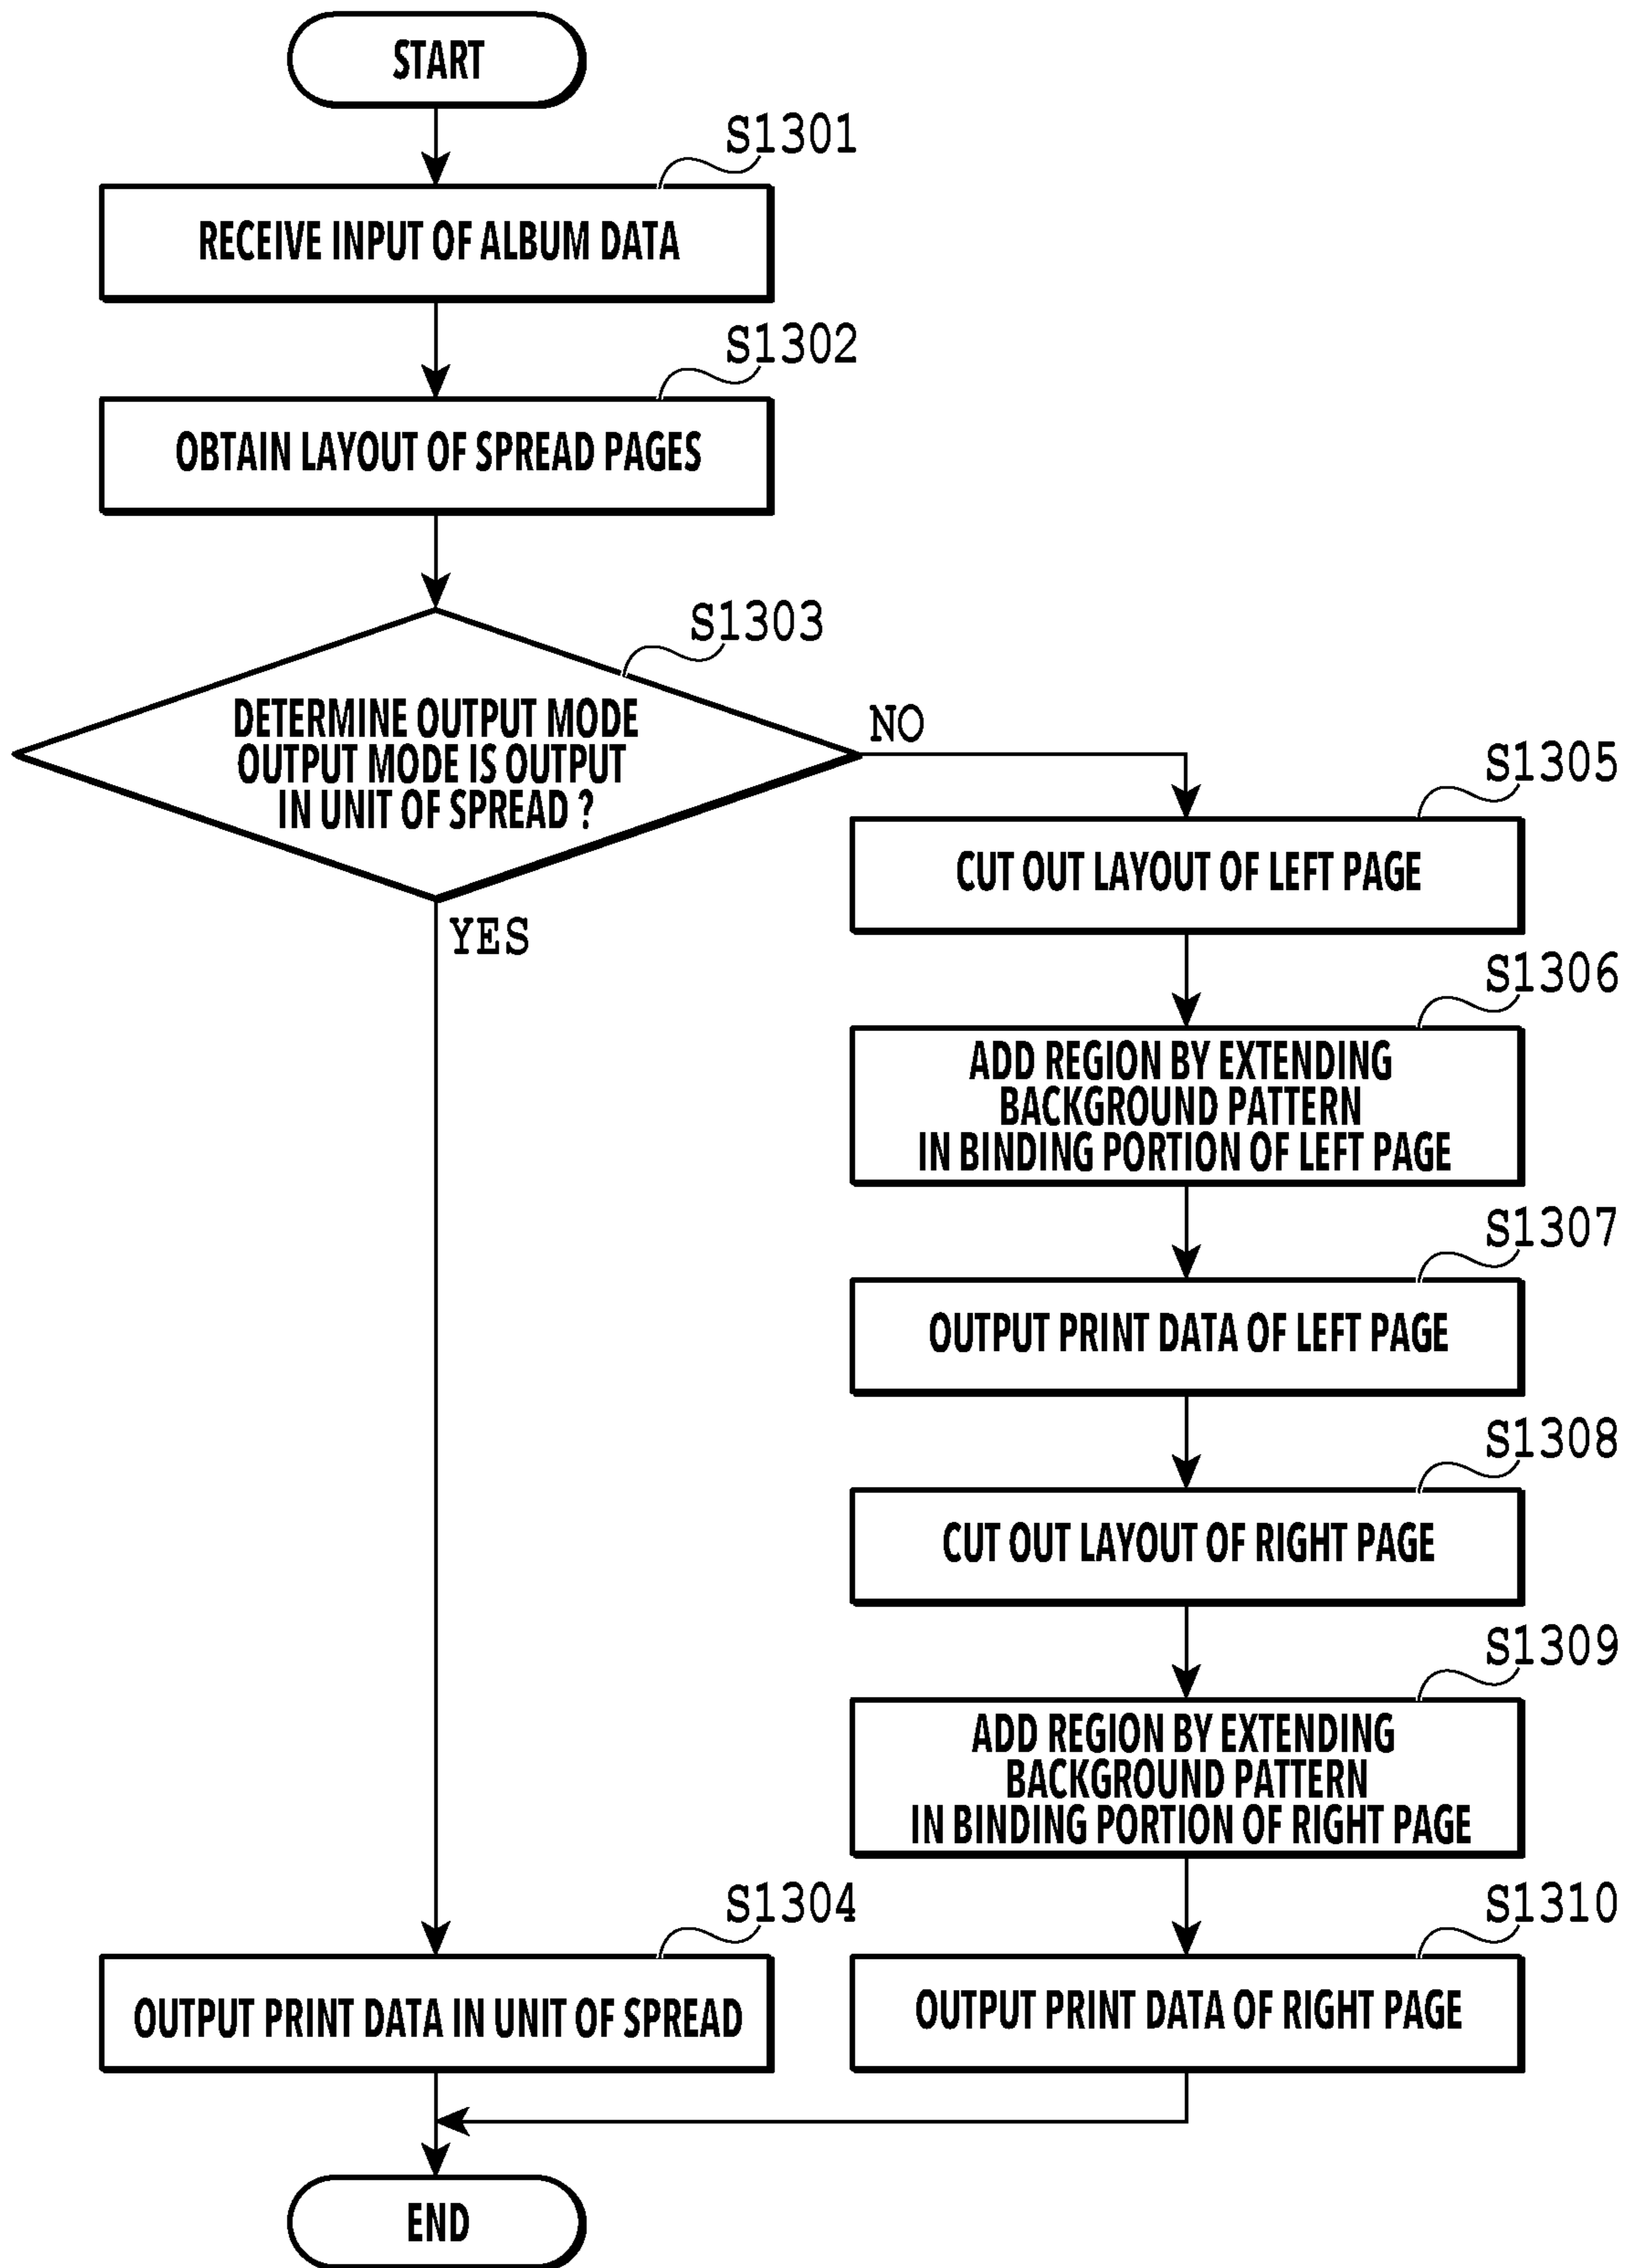 START
S1301
RECEIVE INPUT OF ALBUM DATA
S1302
OBTAIN LAYOUT OF SPREAD PAGES
S1303
DETERMINE OUTPUT MODE
OUTPUT MODE IS OUTPUT
IN UNIT OF SPREAD ?
NO
YES
S1305
CUT OUT LAYOUT OF LEFT PAGE
S1306
ADD REGION BY EXTENDING
BACKGROUND PATTERN
IN BINDING PORTION OF LEFT PAGE
S1307
OUTPUT PRINT DATA OF LEFT PAGE
S1308
CUT OUT LAYOUT OF RIGHT PAGE
S1309
ADD REGION BY EXTENDING
BACKGROUND PATTERN
IN BINDING PORTION OF RIGHT PAGE
S1304
OUTPUT PRINT DATA IN UNIT OF SPREAD
S1310
OUTPUT PRINT DATA OF RIGHT PAGE
END